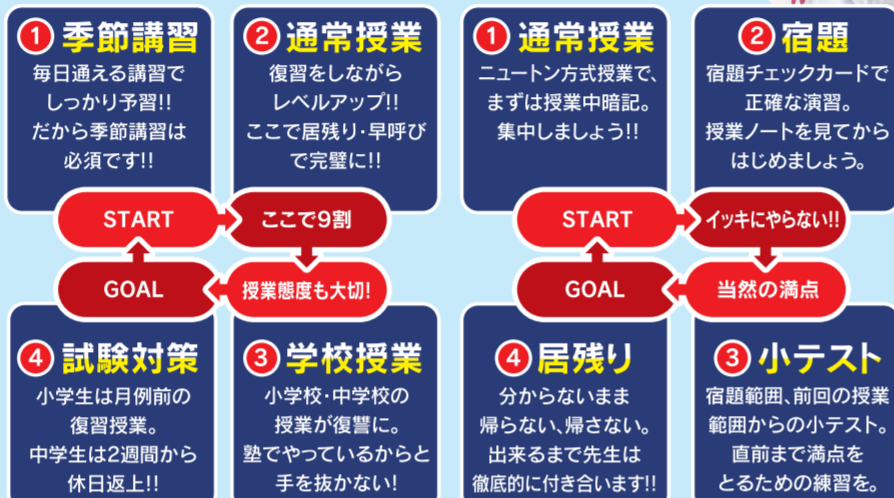 ① 季節講習
毎日通える講習で
しっかり予習!!
だから季節講習は
必須です!!
② 通常授業
復習をしながら
レベルアップ!!
ここで居残り・早呼び
で完璧に!!
START
ここで9割
GOAL
授業態度も大切!
④ 試験対策
小学生は月例前の
復習授業。
中学生は2週間から
休日返上!!
③ 学校授業
小学校・中学校の
授業が復讐に。
塾でやっているからと
手を抜かない!
① 通常授業
ニュートン方式授業で、
まずは授業中暗記。
集中しましょう!!
② 宿題
宿題チェックカードで
正確な演習。
授業ノートを見てから
はじめましょう。
START
イッキにやらない!!
GOAL
当然の満点
④ 居残り
分からないまま
帰らない、帰さない。
出来るまで先生は
徹底的に付き合います!!
③ 小テスト
宿題範囲、前回の授業
範囲からの小テスト。
直前まで満点を
とるための練習を。